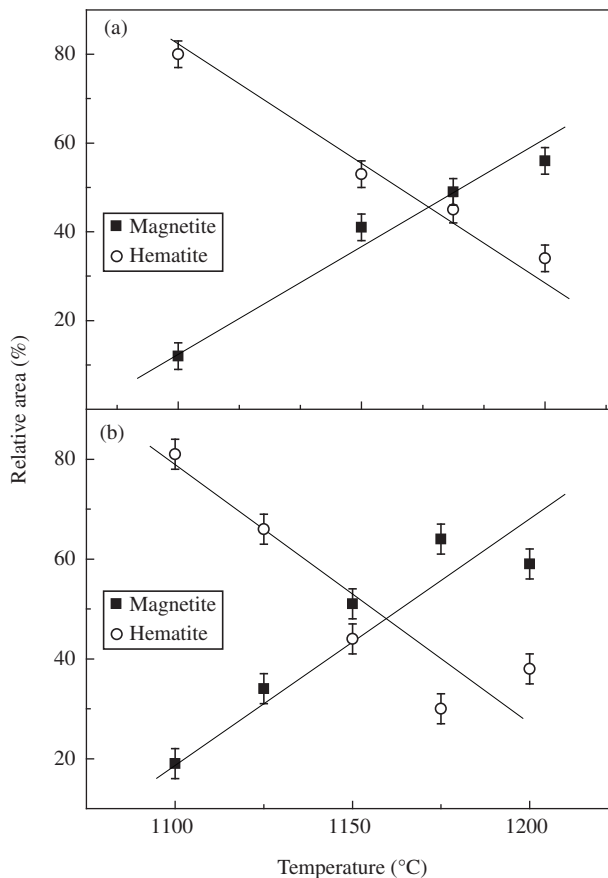 (a)
80
60
40
20
Magnetite
Hematite
Relative area (%)
(b)
80
60
40
20
Magnetite
Hematite
1100 1150 1200
Temperature (°C)